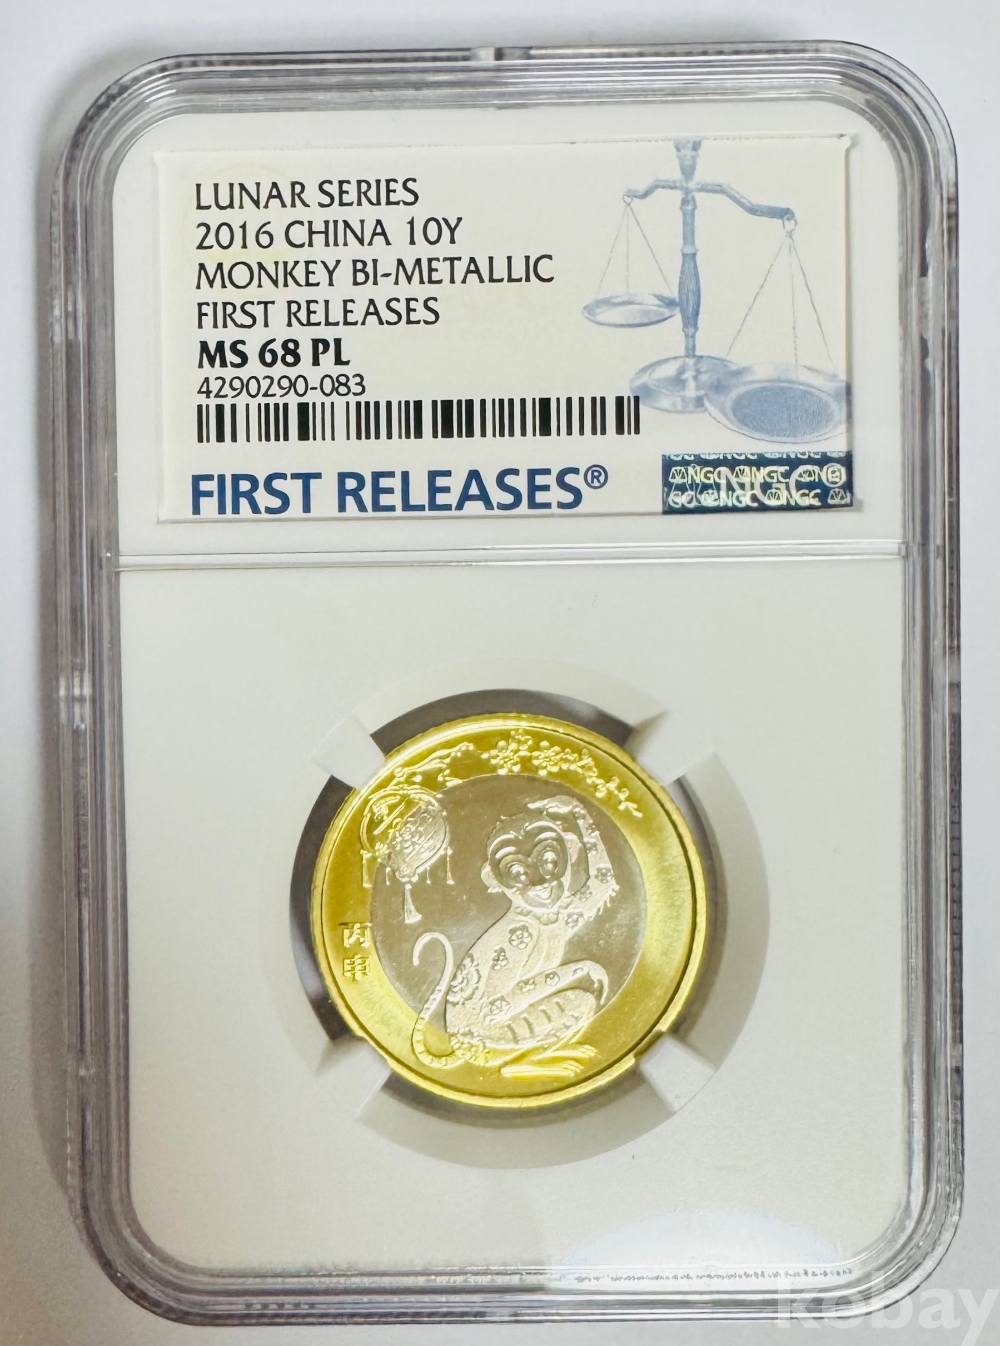 LUNAR SERIES
2016 CHINA 10Y
MONKEY BI-METALLIC
FIRST RELEASES
MS 68 PL
4290290-083
FIRST RELEASES®
NGC®
丙
申
kobay